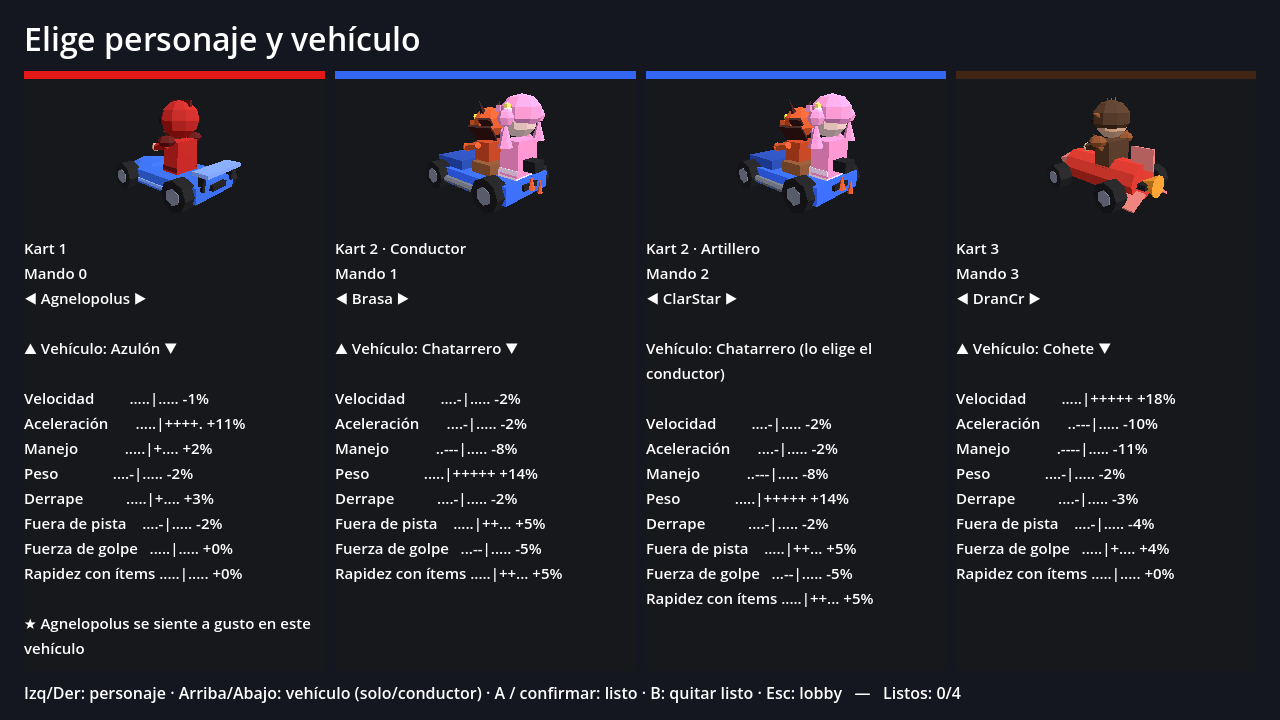 Elige personaje y vehículo
Kart 1
Mando 0
◀ Agnelopolus ▶
▲ Vehículo: Azulón ▼
Velocidad .....|..... -1%
Aceleración .....|++++. +11%
Manejo .....|+.... +2%
Peso ....-|..... -2%
Derrape .....|+.... +3%
Fuera de pista ....-|..... -2%
Fuerza de golpe .....|..... +0%
Rapidez con ítems .....|..... +0%
★ Agnelopolus se siente a gusto en este
vehículo
Kart 2 · Conductor
Mando 1
◀ Brasa ▶
▲ Vehículo: Chatarrero ▼
Velocidad ....-|..... -2%
Aceleración ....-|..... -2%
Manejo ..---|..... -8%
Peso .....|+++++ +14%
Derrape ....-|..... -2%
Fuera de pista .....|++... +5%
Fuerza de golpe ...--|..... -5%
Rapidez con ítems .....|++... +5%
Kart 2 · Artillero
Mando 2
◀ ClarStar ▶
Vehículo: Chatarrero (lo elige el
conductor)
Velocidad ....-|..... -2%
Aceleración ....-|..... -2%
Manejo ..---|..... -8%
Peso .....|+++++ +14%
Derrape ....-|..... -2%
Fuera de pista .....|++... +5%
Fuerza de golpe ...--|..... -5%
Rapidez con ítems .....|++... +5%
Kart 3
Mando 3
◀ DranCr ▶
▲ Vehículo: Cohete ▼
Velocidad .....|+++++ +18%
Aceleración ..---|..... -10%
Manejo .----|..... -11%
Peso ....-|..... -2%
Derrape ....-|..... -3%
Fuera de pista ....-|..... -4%
Fuerza de golpe .....|+.... +4%
Rapidez con ítems .....|..... +0%
Izq/Der: personaje · Arriba/Abajo: vehículo (solo/conductor) · A / confirmar: listo · B: quitar listo · Esc: lobby — Listos: 0/4